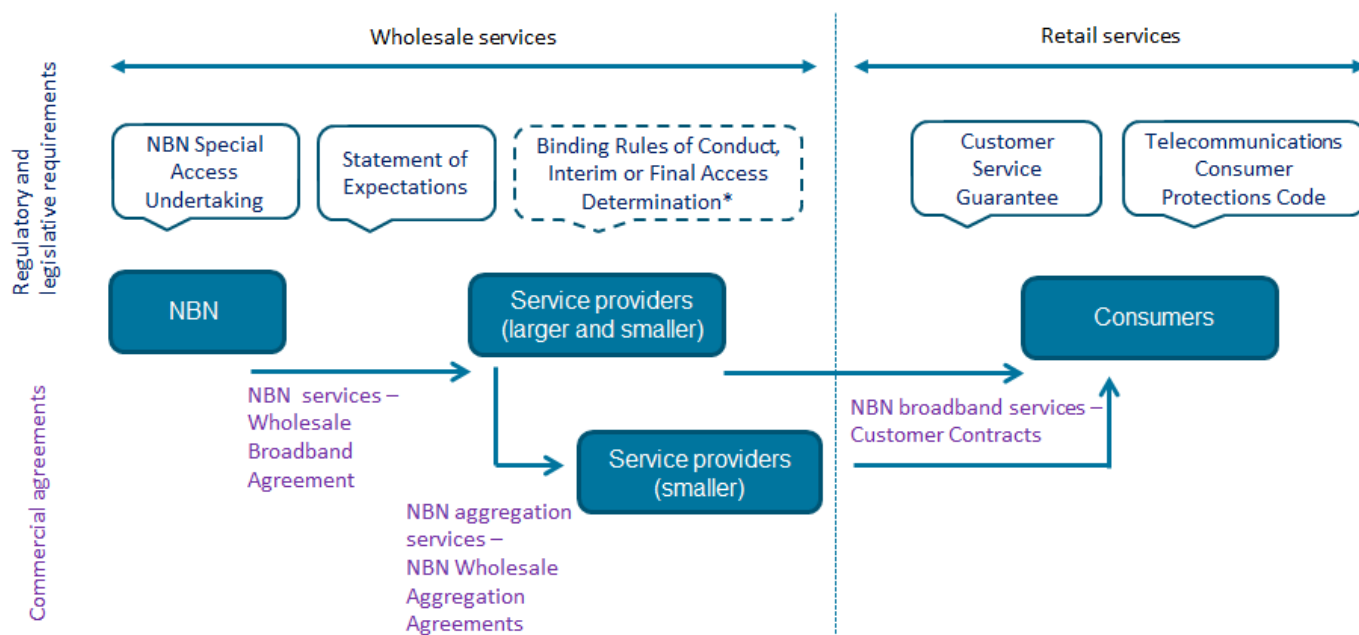 Wholesale services
Retail services
Regulatory and
legislative requirements
NBN Special
Access
Undertaking
Statement of
Expectations
Binding Rules of Conduct,
Interim or Final Access
Determination*
Customer
Service
Guarantee
Telecommunications
Consumer
Protections Code
NBN
Service providers
(larger and smaller)
Consumers
Commercial agreements
NBN services –
Wholesale
Broadband
Agreement
NBN broadband services –
Customer Contracts
Service providers
(smaller)
NBN aggregation
services –
NBN Wholesale
Aggregation
Agreements